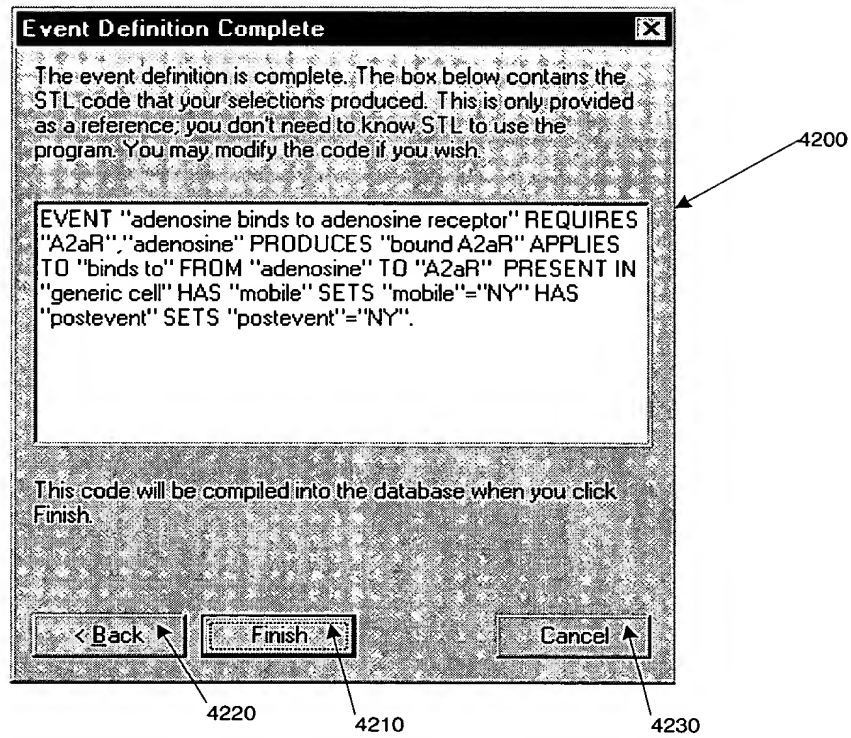 Event Definition Complete
The event definition is complete. The box below contains the
STL code that your selections produced. This is only provided
as a reference; you don't need to know STL to use the
program. You may modify the code if you wish.
4200
EVENT "adenosine binds to adenosine receptor" REQUIRES
"A2aR","adenosine" PRODUCES "bound A2aR" APPLIES
TO "binds to" FROM "adenosine" TO "A2aR" PRESENT IN
"generic cell" HAS "mobile" SETS "mobile"="NY" HAS
"postevent" SETS "postevent"="NY".
This code will be compiled into the database when you click
Finish.
< Back
Finish
Cancel
4220
4210
4230